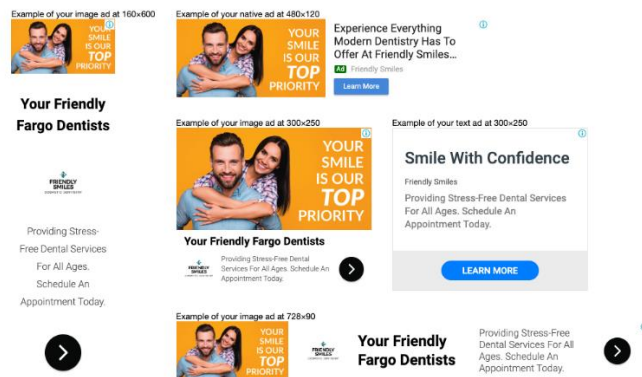 Example of your image ad at 160×600
YOUR
SMILE
IS OUR
TOP
PRIORITY
Your Friendly
Fargo Dentists
FRIENDLY
SMILES
Providing Stress-
Free Dental Services
For All Ages.
Schedule An
Appointment Today.
Example of your native ad at 480×120
YOUR
SMILE
IS OUR
TOP
PRIORITY
Experience Everything
Modern Dentistry Has To
Offer At Friendly Smiles...
Ad Friendly Smiles
Learn More
Example of your image ad at 300×250
YOUR
SMILE
IS OUR
TOP
PRIORITY
Your Friendly Fargo Dentists
FRIENDLY
SMILES
Providing Stress-Free Dental
Services For All Ages. Schedule An
Appointment Today.
Example of your text ad at 300×250
Smile With Confidence
Friendly Smiles
Providing Stress-Free Dental Services
For All Ages. Schedule An
Appointment Today.
LEARN MORE
Example of your image ad at 728×90
YOUR
SMILE
IS OUR
TOP
PRIORITY
FRIENDLY
SMILES
Your Friendly
Fargo Dentists
Providing Stress-Free
Dental Services For All
Ages. Schedule An
Appointment Today.